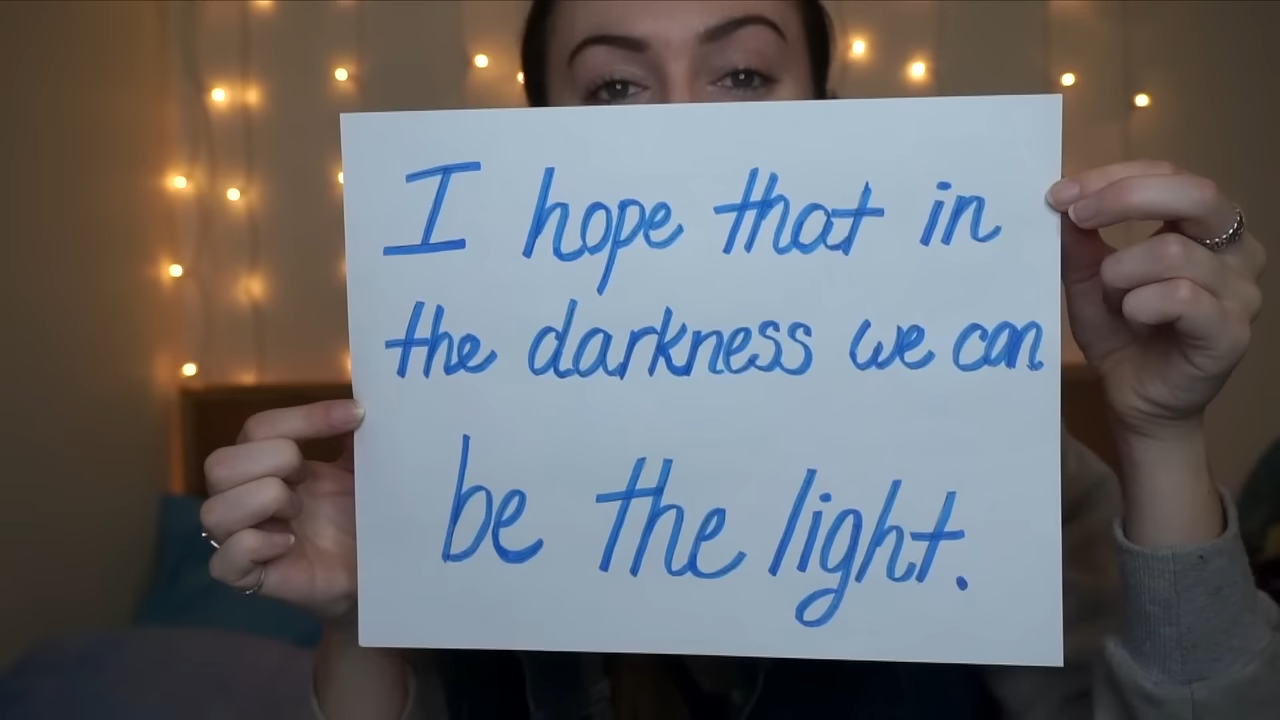 I hope that in
the darkness we can
be the light.